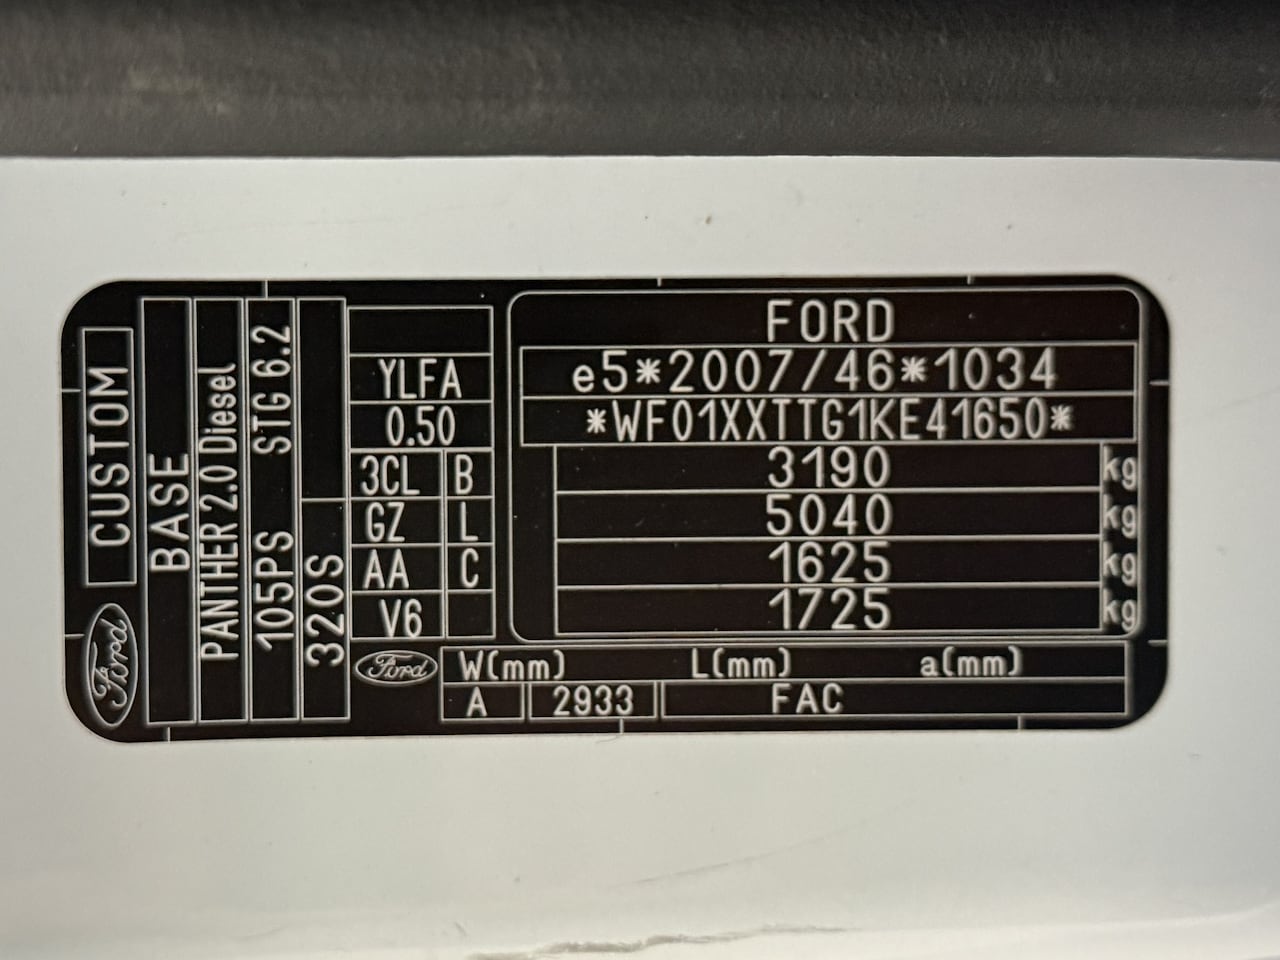 FORD
e5*2007/46*1034
*WF01XXTTG1KE41650*
3190 kg
5040 kg
1625 kg
1725 kg
W(mm) L(mm) a(mm)
A 2933 FAC
YLFA
0.50
3CL B
GZ L
AA C
V6
Ford
Ford CUSTOM
BASE
PANTHER 2.0 Diesel
105PS STG 6.2
320S